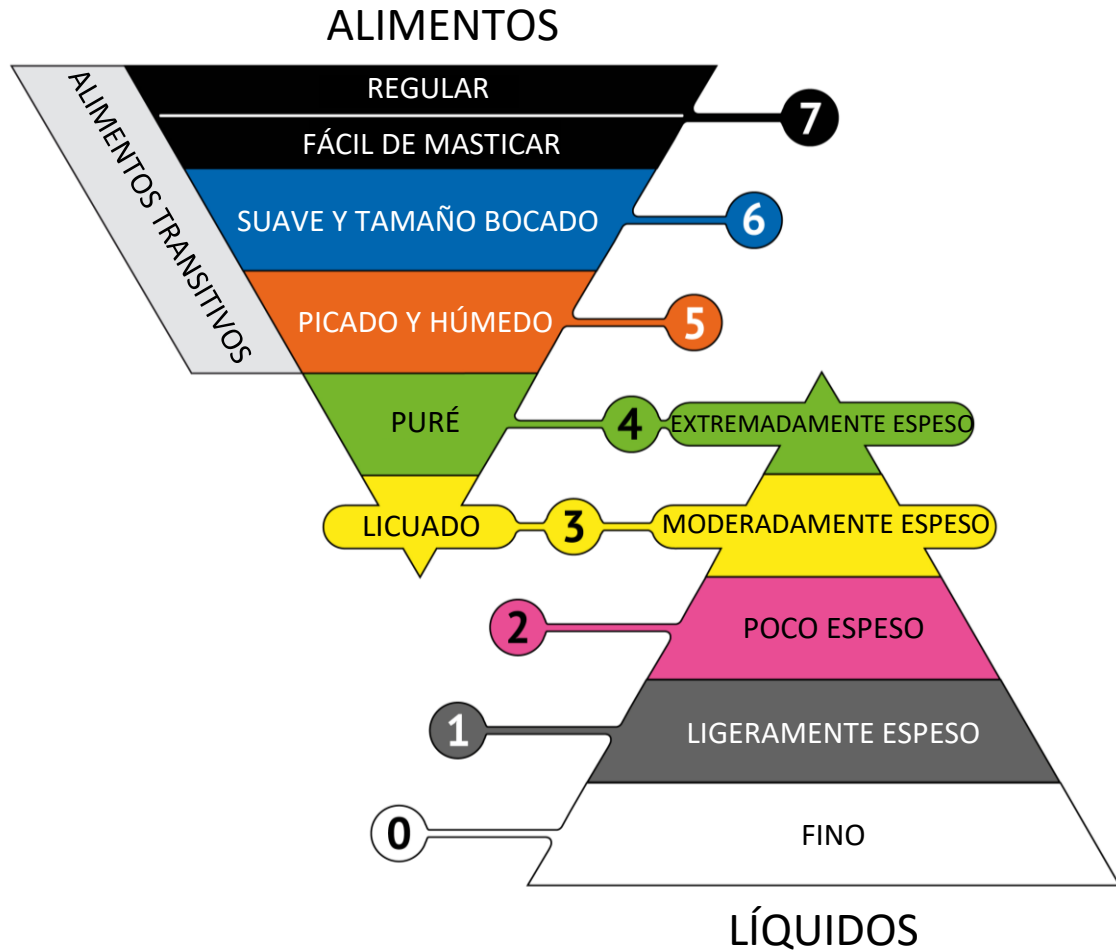 ALIMENTOS
ALIMENTOS TRANSITIVOS
REGULAR
7
FÁCIL DE MASTICAR
SUAVE Y TAMAÑO BOCADO
6
PICADO Y HÚMEDO
5
PURÉ
4
EXTREMADAMENTE ESPESO
LICUADO
3
MODERADAMENTE ESPESO
2
POCO ESPESO
1
LIGERAMENTE ESPESO
0
FINO
LÍQUIDOS